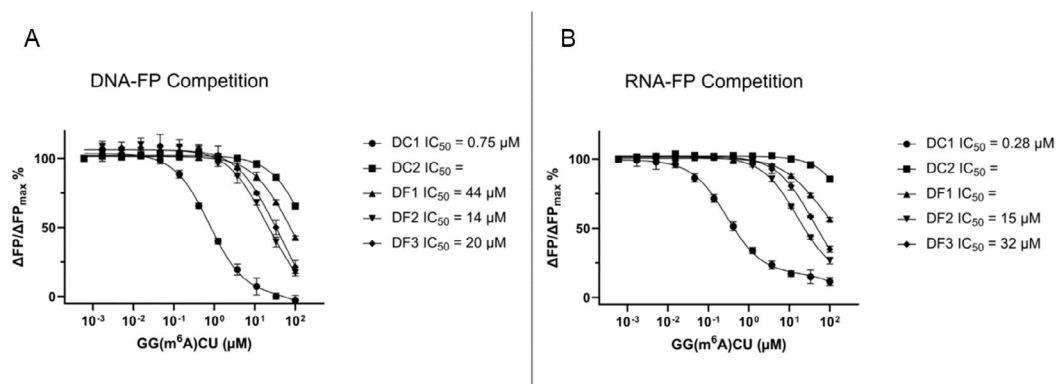 A
DNA-FP Competition
ΔFP/ΔFPmax %
100
50
0
10⁻³ 10⁻² 10⁻¹ 10⁰ 10¹ 10²
GG(m⁶A)CU (μM)
DC1 IC₅₀ = 0.75 μM
DC2 IC₅₀ =
DF1 IC₅₀ = 44 μM
DF2 IC₅₀ = 14 μM
DF3 IC₅₀ = 20 μM
B
RNA-FP Competition
ΔFP/ΔFPmax %
100
50
0
10⁻³ 10⁻² 10⁻¹ 10⁰ 10¹ 10²
GG(m⁶A)CU (μM)
DC1 IC₅₀ = 0.28 μM
DC2 IC₅₀ =
DF1 IC₅₀ =
DF2 IC₅₀ = 15 μM
DF3 IC₅₀ = 32 μM